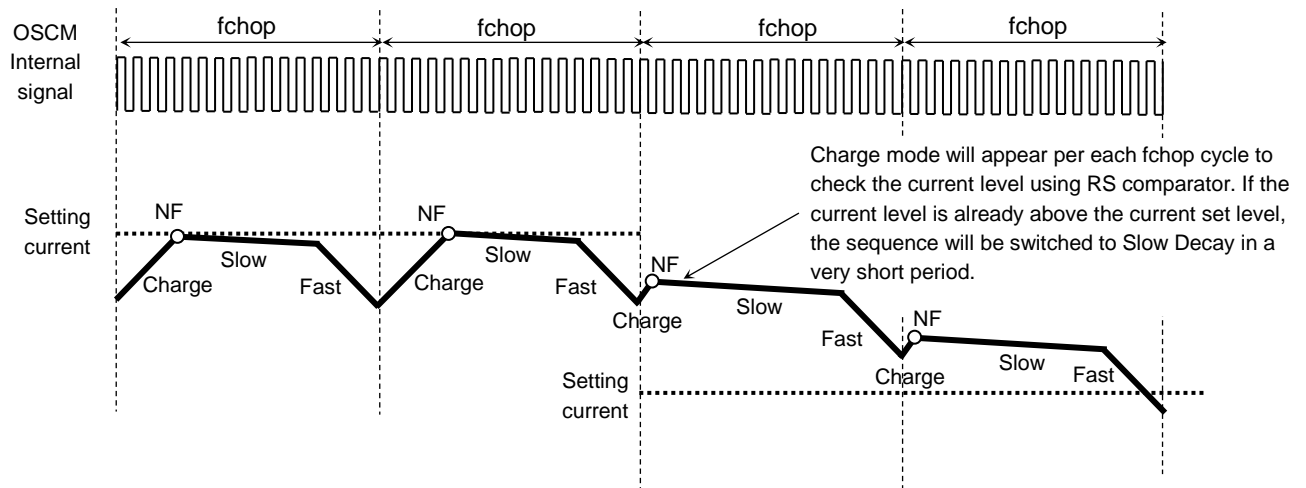 fchop fchop fchop fchop
OSCM
Internal
signal
Charge mode will appear per each fchop cycle to
check the current level using RS comparator. If the
current level is already above the current set level,
the sequence will be switched to Slow Decay in a
very short period.
Setting
current
NF
Charge
Slow
Fast
NF
Charge
Slow
Fast
NF
Charge
Slow
Fast
NF
Charge
Slow
Fast
Setting
current